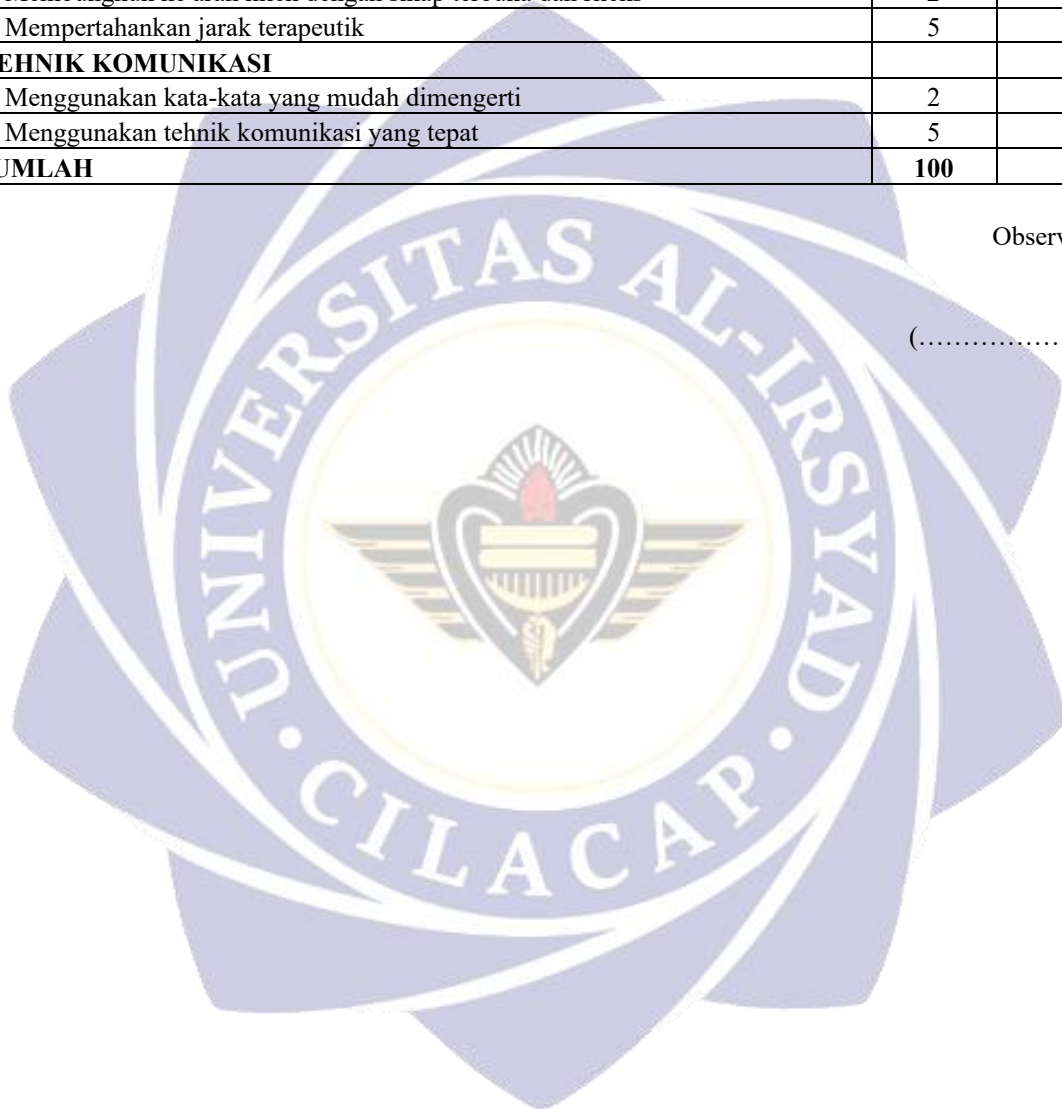 Mempertahankan jarak terapeutik 5
EHNIK KOMUNIKASI
Menggunakan kata-kata yang mudah dimengerti 2
Menggunakan tehnik komunikasi yang tepat 5
UMLAH 100
Observ
(………………
UNIVERSITAS AL-IRSYAD
CILACAP